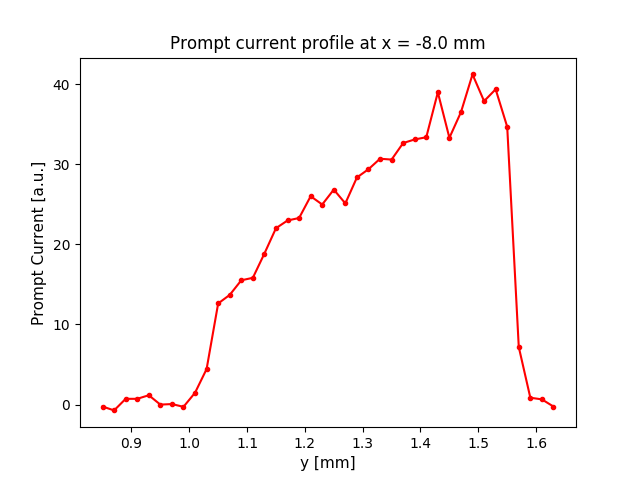 Prompt current profile at x = -8.0 mm
Prompt Current [a.u.]
40
30
20
10
0
0.9 1.0 1.1 1.2 1.3 1.4 1.5 1.6
y [mm]